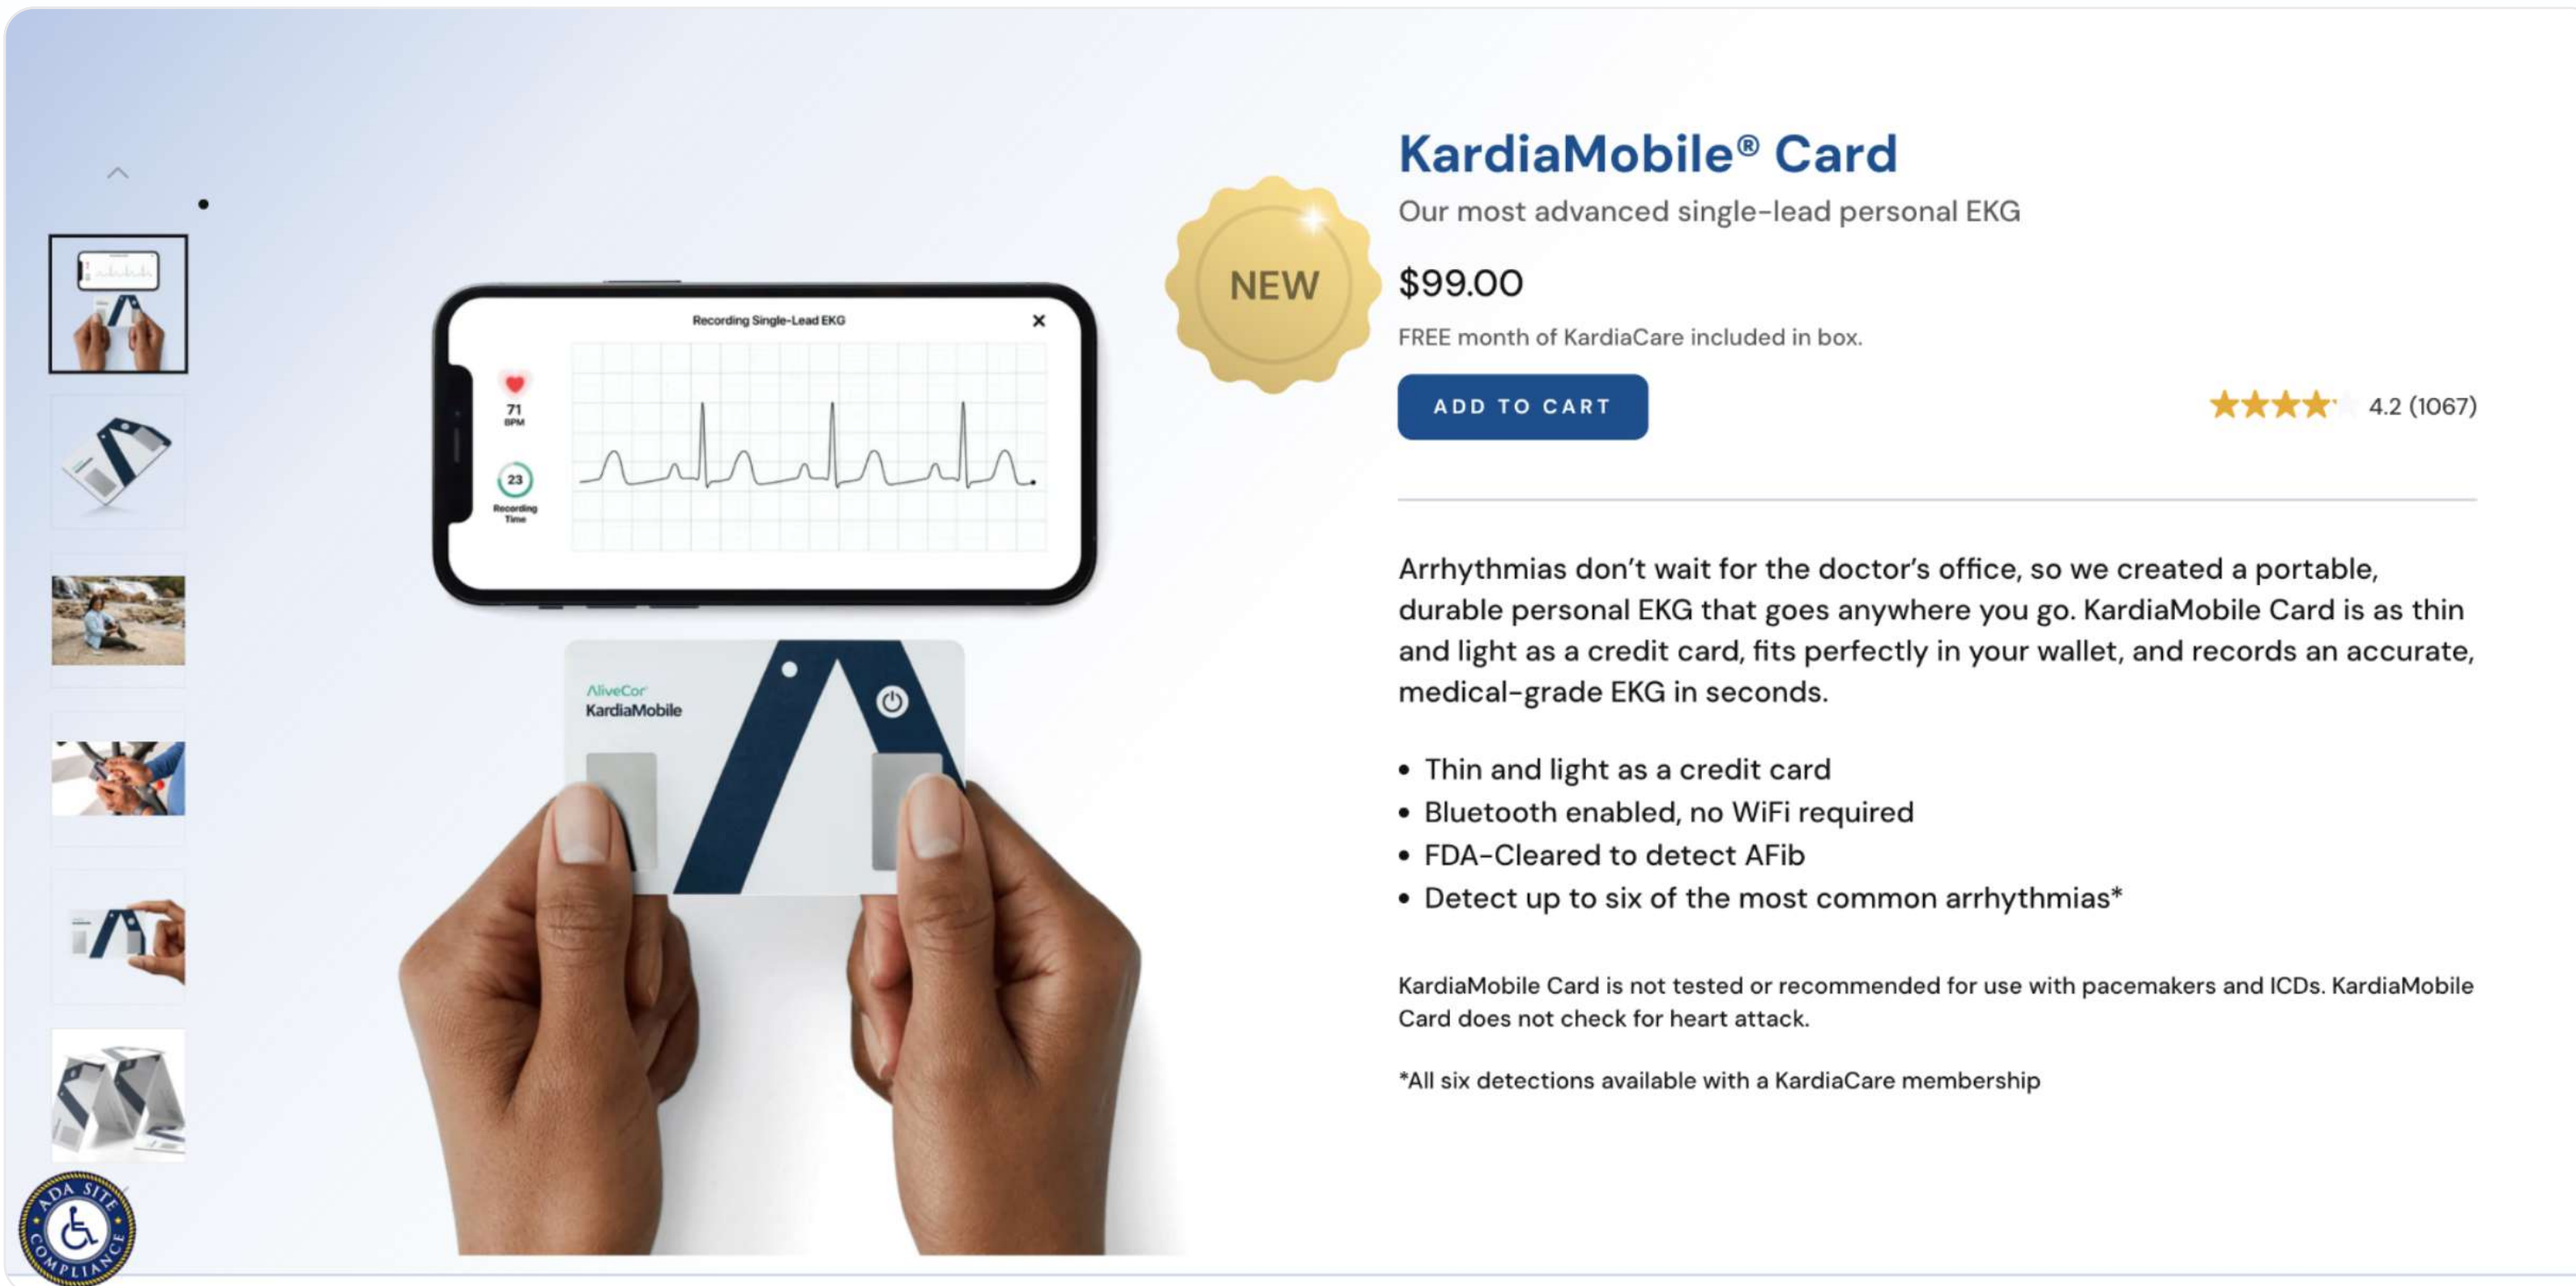 KardiaMobile® Card
Our most advanced single-lead personal EKG
NEW
$99.00
FREE month of KardiaCare included in box.
ADD TO CART
4.2 (1067)
Recording Single-Lead EKG
71
BPM
23
Recording
Time
AliveCor
KardiaMobile
Arrhythmias don’t wait for the doctor’s office, so we created a portable,
durable personal EKG that goes anywhere you go. KardiaMobile Card is as thin
and light as a credit card, fits perfectly in your wallet, and records an accurate,
medical-grade EKG in seconds.
• Thin and light as a credit card
• Bluetooth enabled, no WiFi required
• FDA-Cleared to detect AFib
• Detect up to six of the most common arrhythmias*
KardiaMobile Card is not tested or recommended for use with pacemakers and ICDs. KardiaMobile
Card does not check for heart attack.
*All six detections available with a KardiaCare membership
ADA SITE
COMPLIANCE